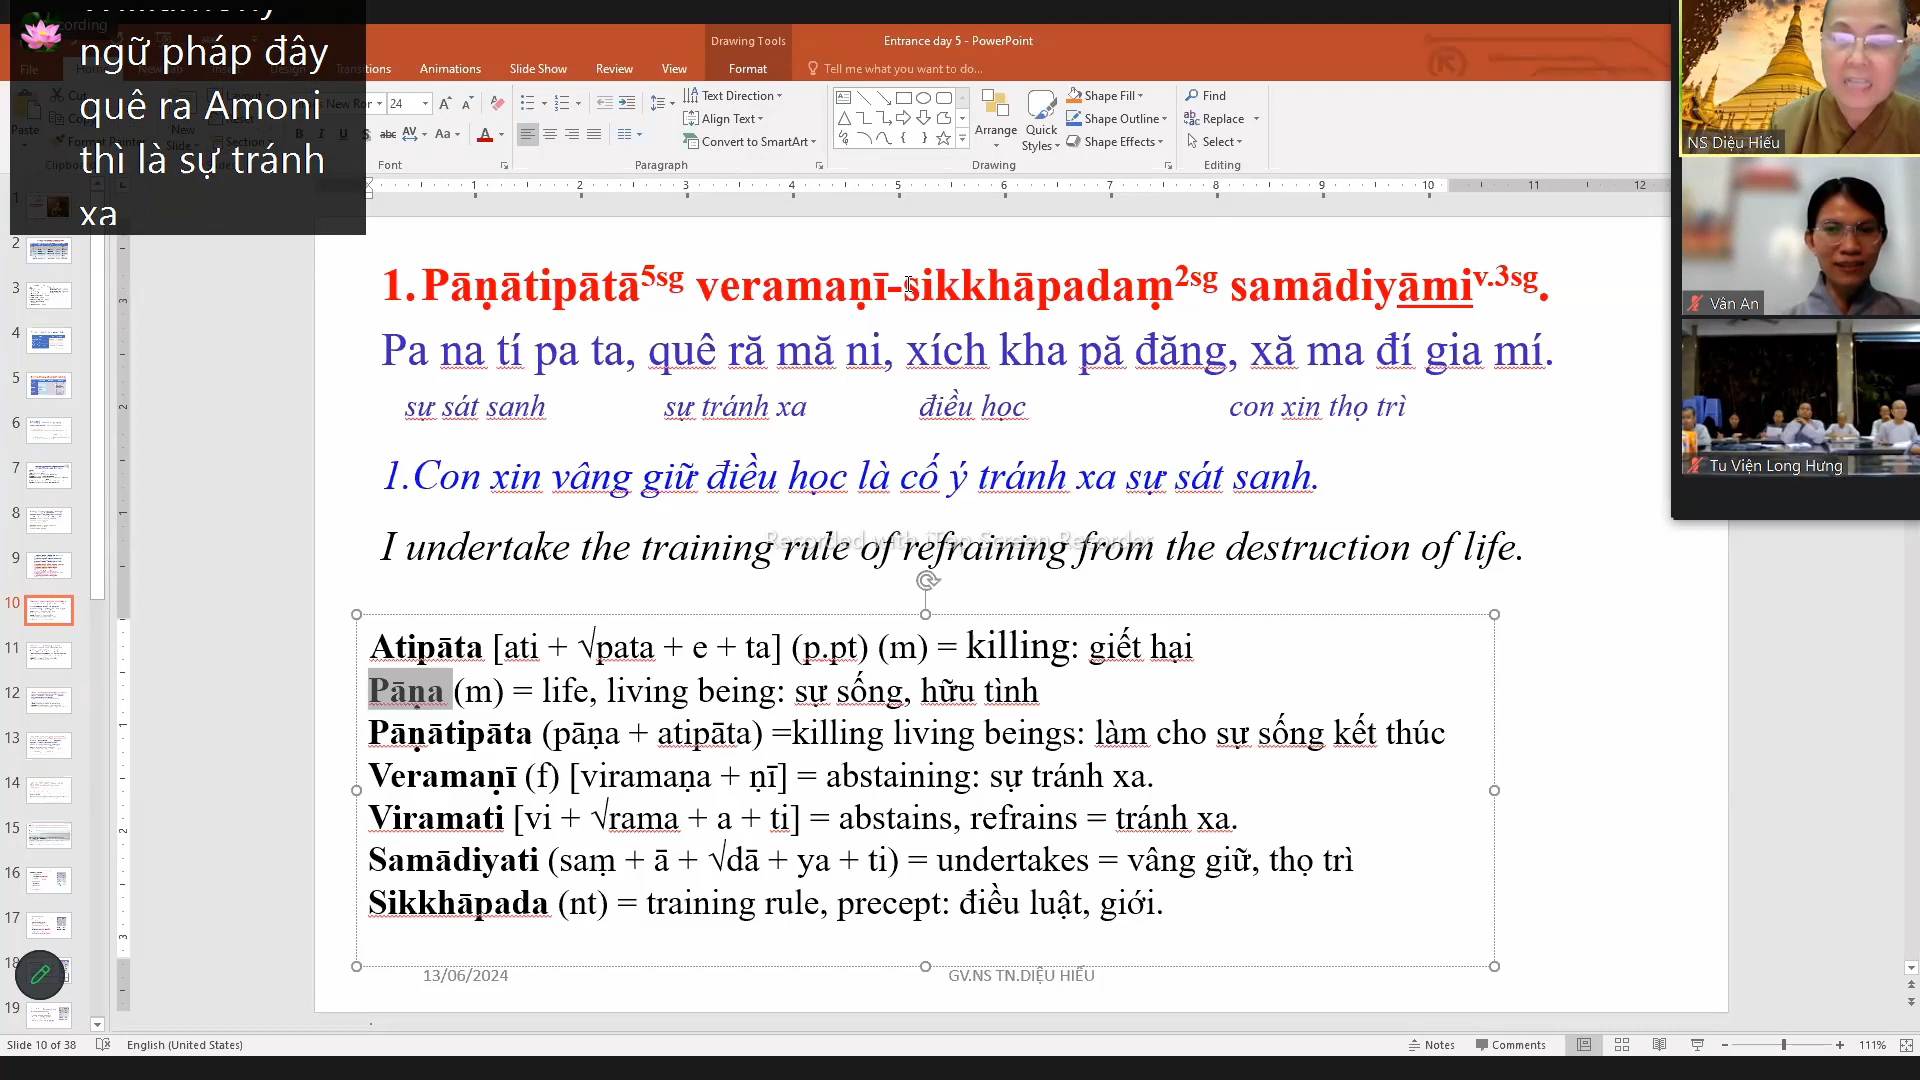 ngữ pháp đây
quê ra Amoni
thì là sự tránh
xa
Drawing Tools
Entrance day 5 - PowerPoint
File
Animations
Slide Show
Review
View
Format
Tell me what you want to do...
24
Text Direction
Align Text
Convert to SmartArt
Arrange
Quick Styles
Shape Fill
Shape Outline
Shape Effects
Find
Replace
Select
Font
Paragraph
Drawing
Editing
1. Pāṇātipātā5sg veramaṇī-sikkhāpadaṃ2sg samādiyāmiv.3sg.
Pa na tí pa ta, quê ră mă ni, xích kha pă đăng, xă ma đí gia mí.
sự sát sanh sự tránh xa điều học con xin thọ trì
1.Con xin vâng giữ điều học là cố ý tránh xa sự sát sanh.
Recorded with iTop Screen Recorder
I undertake the training rule of refraining from the destruction of life.
Atipāta [ati + √pata + e + ta] (p.pt) (m) = killing: giết hại
Pāṇa (m) = life, living being: sự sống, hữu tình
Pāṇātipāta (pāṇa + atipāta) =killing living beings: làm cho sự sống kết thúc
Veramaṇī (f) [viramaṇa + ṇī] = abstaining: sự tránh xa.
Viramati [vi + √rama + a + ti] = abstains, refrains = tránh xa.
Samādiyati (saṃ + ā + √dā + ya + ti) = undertakes = vâng giữ, thọ trì
Sikkhāpada (nt) = training rule, precept: điều luật, giới.
13/06/2024
GV.NS TN.DIỆU HIẾU
NS Diệu Hiếu
Vân An
Tu Viện Long Hưng
Slide 10 of 38
English (United States)
Notes
Comments
111%